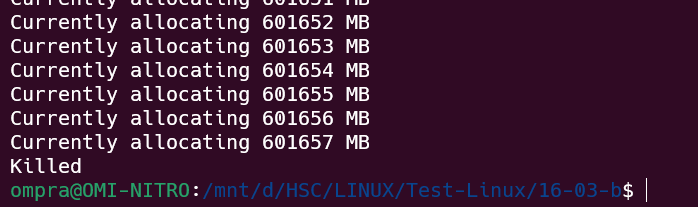 Currently allocating 601651 MB
Currently allocating 601652 MB
Currently allocating 601653 MB
Currently allocating 601654 MB
Currently allocating 601655 MB
Currently allocating 601656 MB
Currently allocating 601657 MB
Killed
ompra@OMI-NITRO:/mnt/d/HSC/LINUX/Test-Linux/16-03-b$